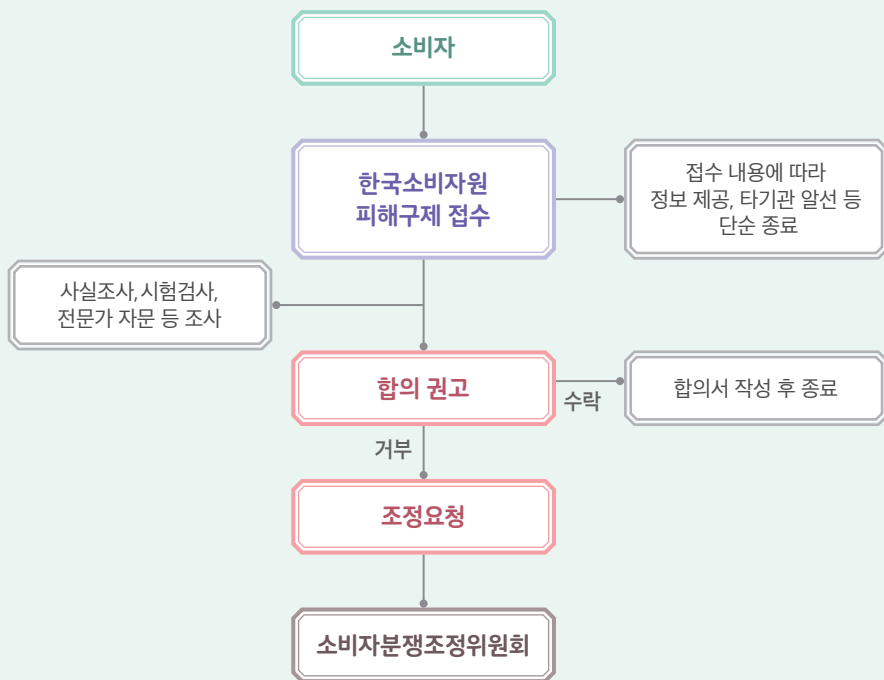 소비자
한국소비자원
피해구제 접수
접수 내용에 따라
정보 제공, 타기관 알선 등
단순 종료
사실조사, 시험검사,
전문가 자문 등 조사
합의 권고
수락
합의서 작성 후 종료
거부
조정요청
소비자분쟁조정위원회